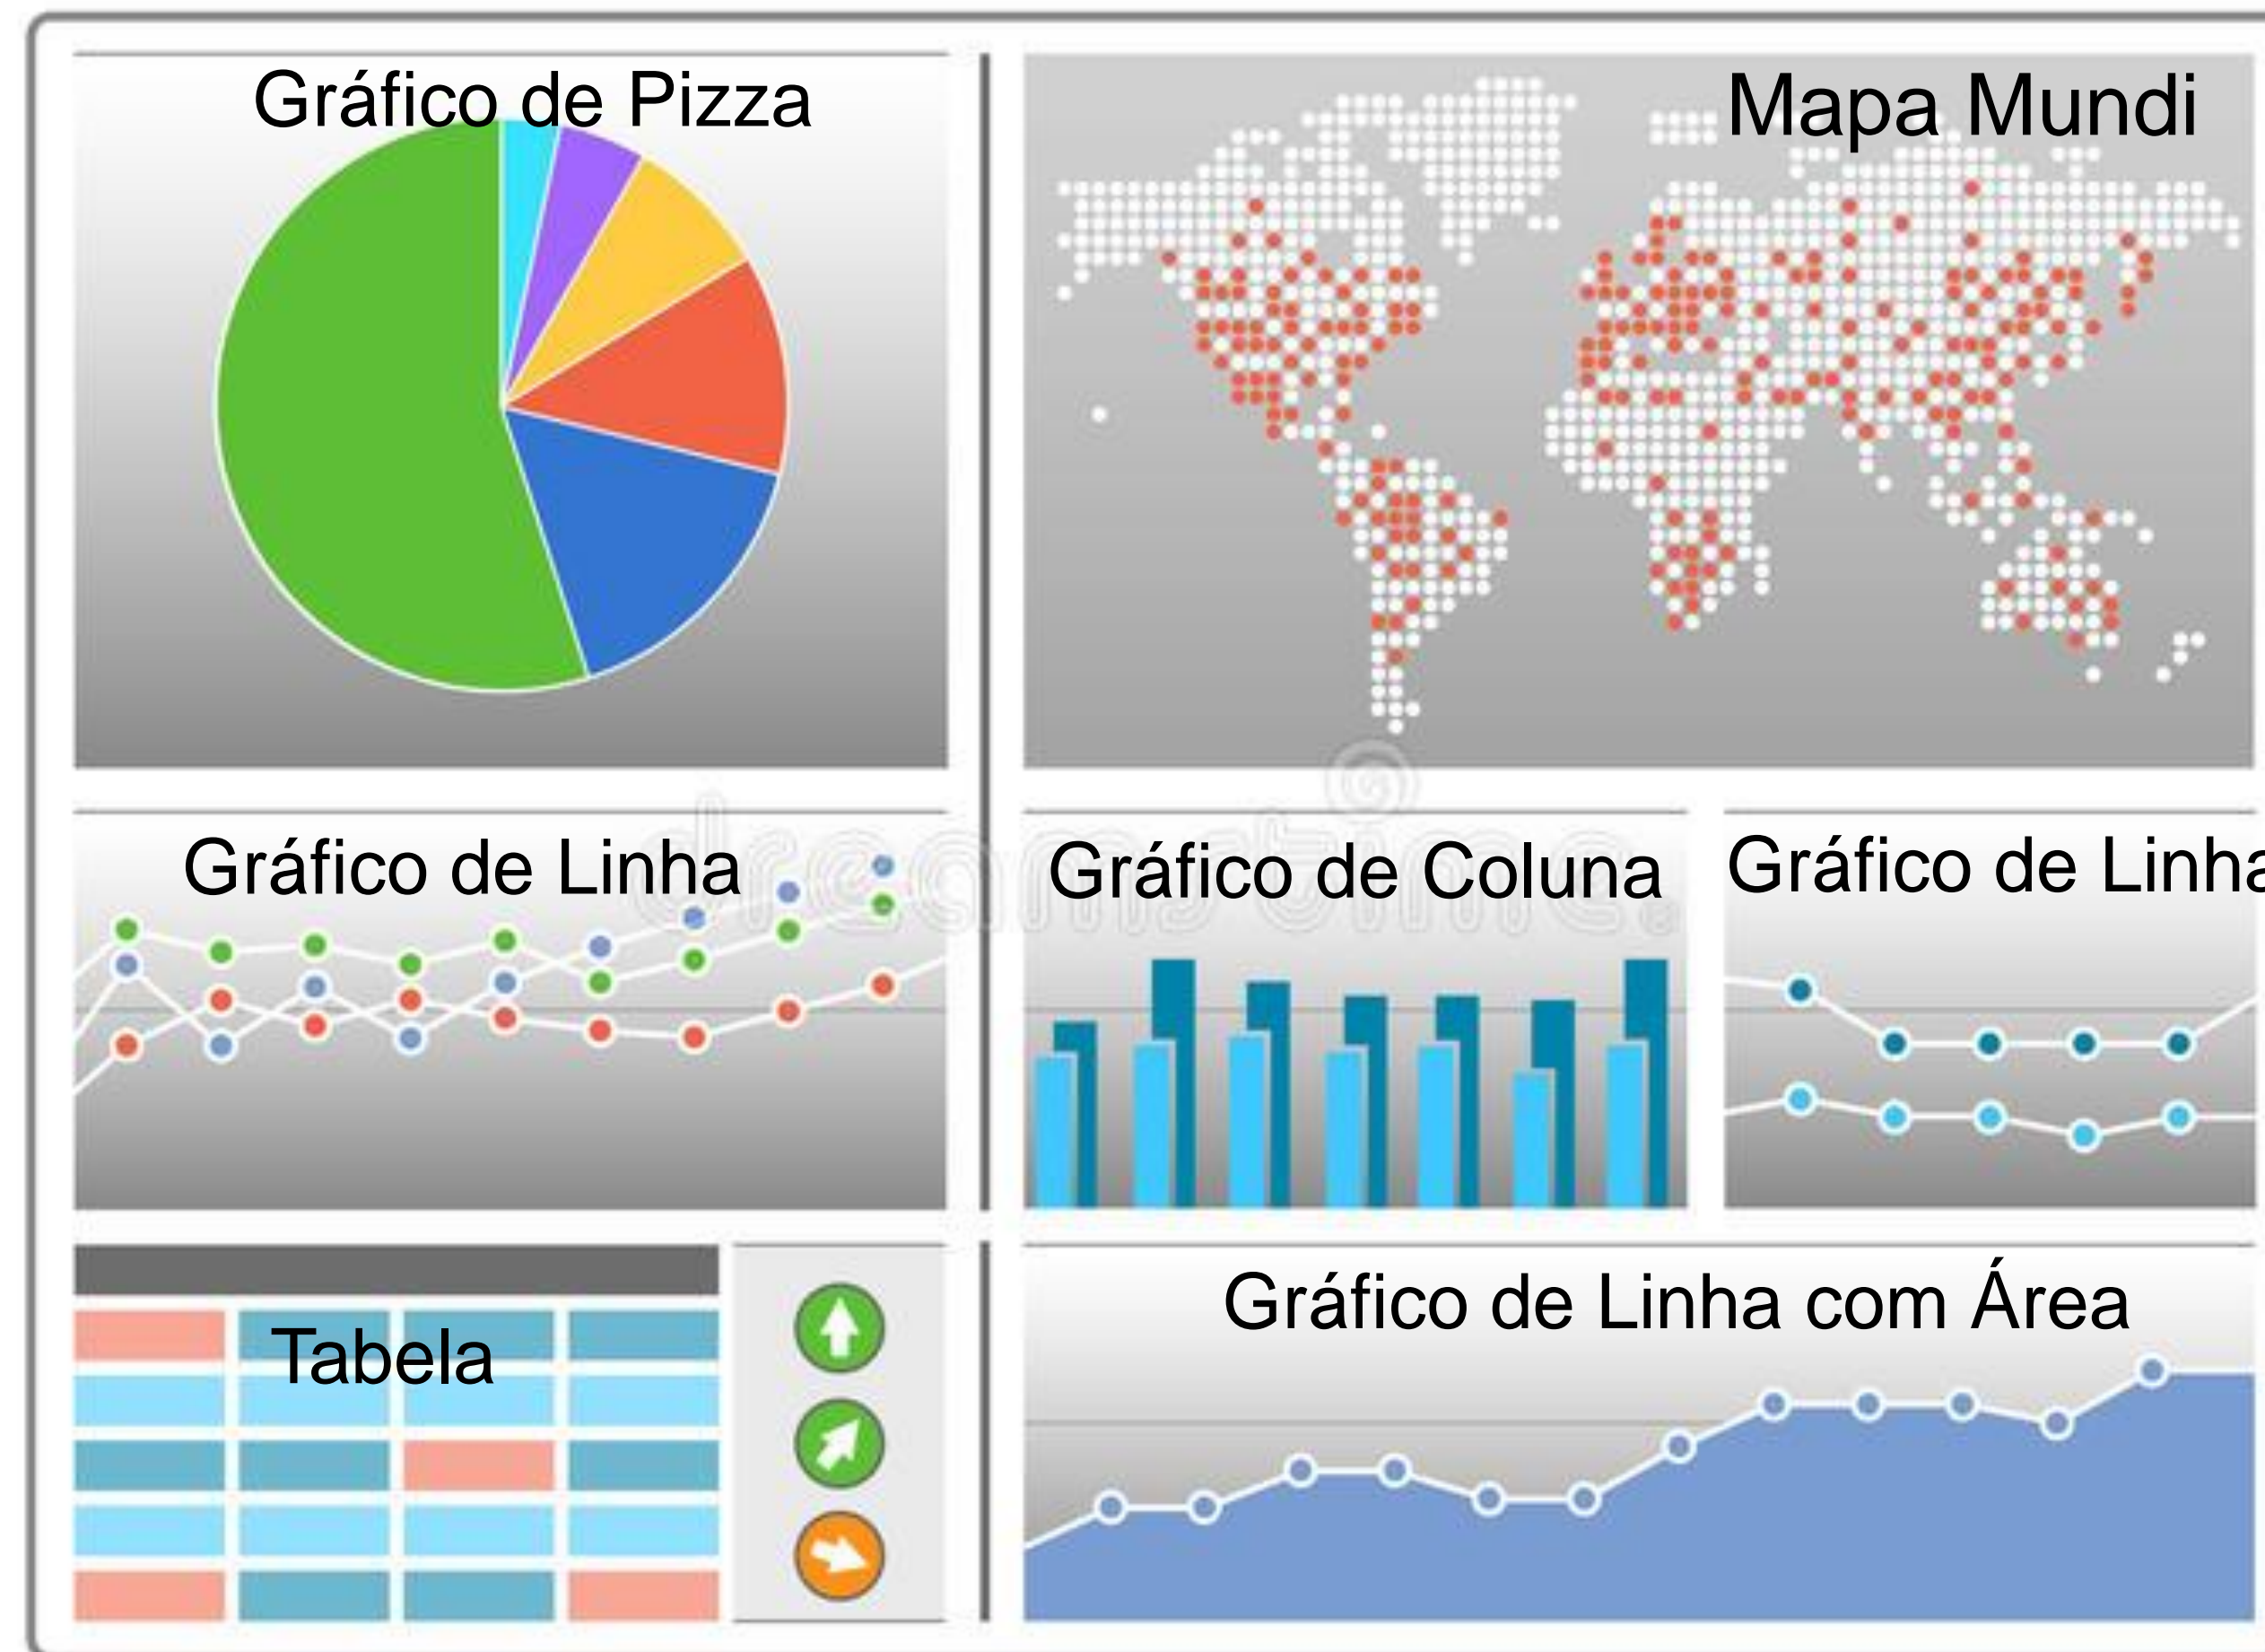 Gráfico de Pizza
Mapa Mundi
dreamstime
Gráfico de Linha
Gráfico de Coluna
Gráfico de Linha
Tabela
Gráfico de Linha com Área